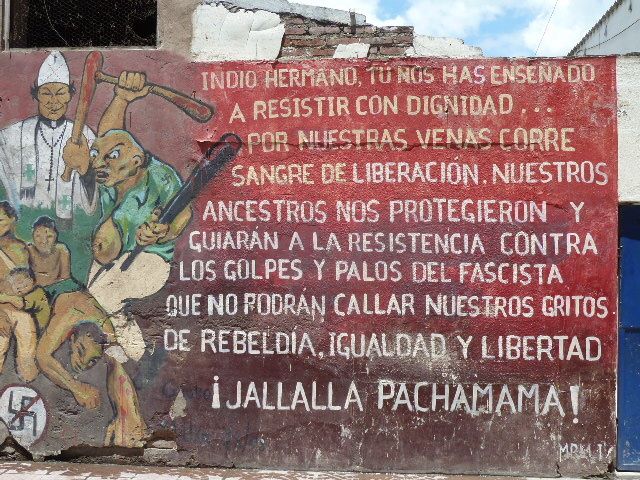 INDIO HERMANO, TÚ NOS HAS ENSEÑADO
A RESISTIR CON DIGNIDAD...
POR NUESTRAS VENAS CORRE
SANGRE DE LIBERACIÓN. NUESTROS
ANCESTROS NOS PROTEGIERON Y
GUIARÁN A LA RESISTENCIA CONTRA
LOS GOLPES Y PALOS DEL FASCISTA
QUE NO PODRÁN CALLAR NUESTROS GRITOS
DE REBELDÍA, IGUALDAD Y LIBERTAD
¡JALLALLA PACHAMAMA!